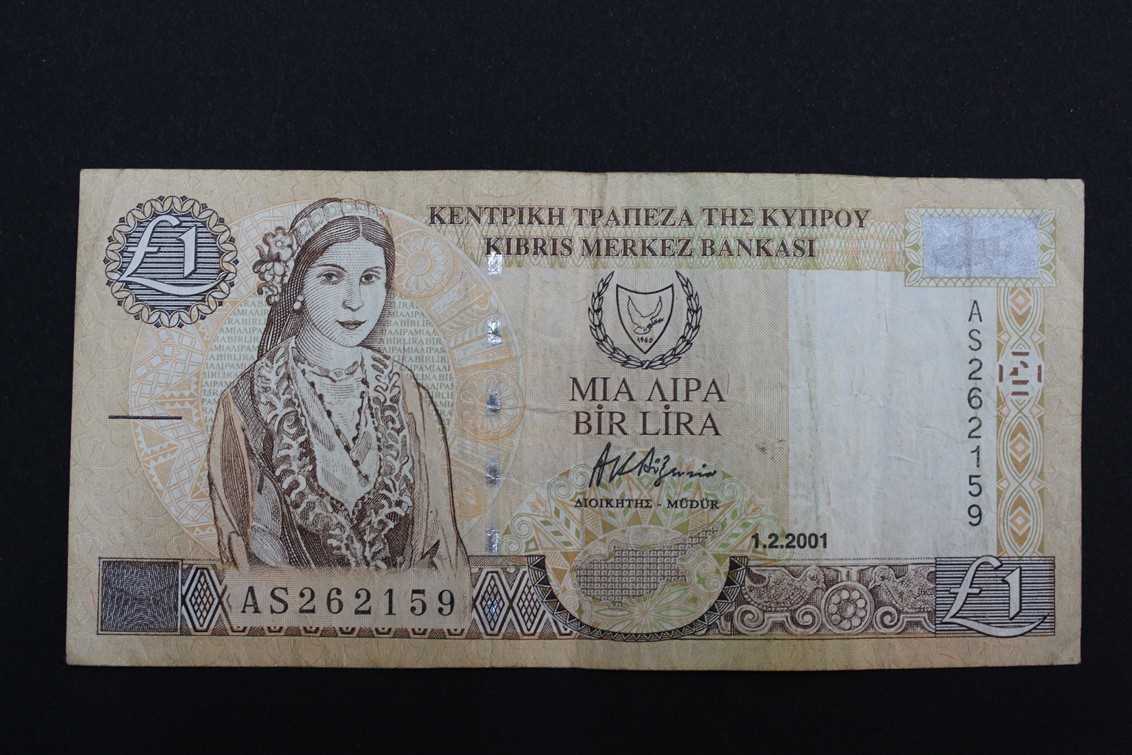 ΚΕΝΤΡΙΚΗ ΤΡΑΠΕΖΑ ΤΗΣ ΚΥΠΡΟΥ
KIBRIS MERKEZ BANKASI
£1
AS262159
1960
ΜΙΑ ΛΙΡΑ
BİR LİRA
ΔΙΟΙΚΗΤΗΣ - MÜDÜR
1.2.2001
AS262159
£1